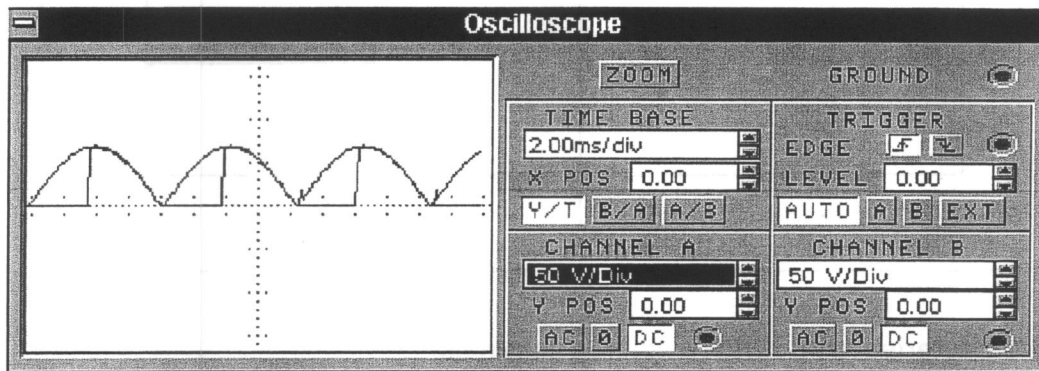 Oscilloscope
ZOOM GROUND
TIME BASE
2.00ms/div
X POS 0.00
Y/T B/A A/B
TRIGGER
EDGE
LEVEL 0.00
AUTO A B EXT
CHANNEL A
50 V/Div
Y POS 0.00
AC 0 DC
CHANNEL B
50 V/Div
Y POS 0.00
AC 0 DC